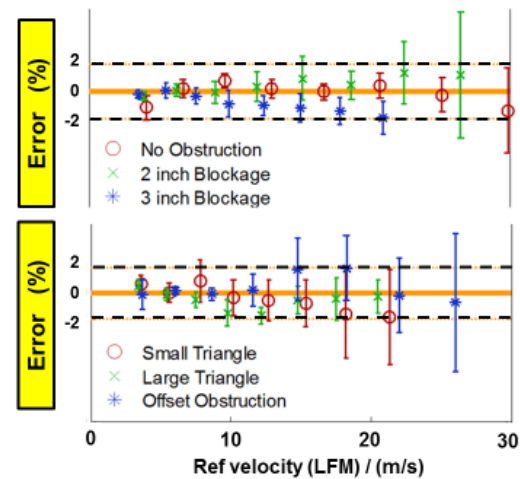 Error (%)
2
0
-2
No Obstruction
2 inch Blockage
3 inch Blockage
Error (%)
2
0
-2
Small Triangle
Large Triangle
Offset Obstruction
0 10 20 30
Ref velocity (LFM) / (m/s)